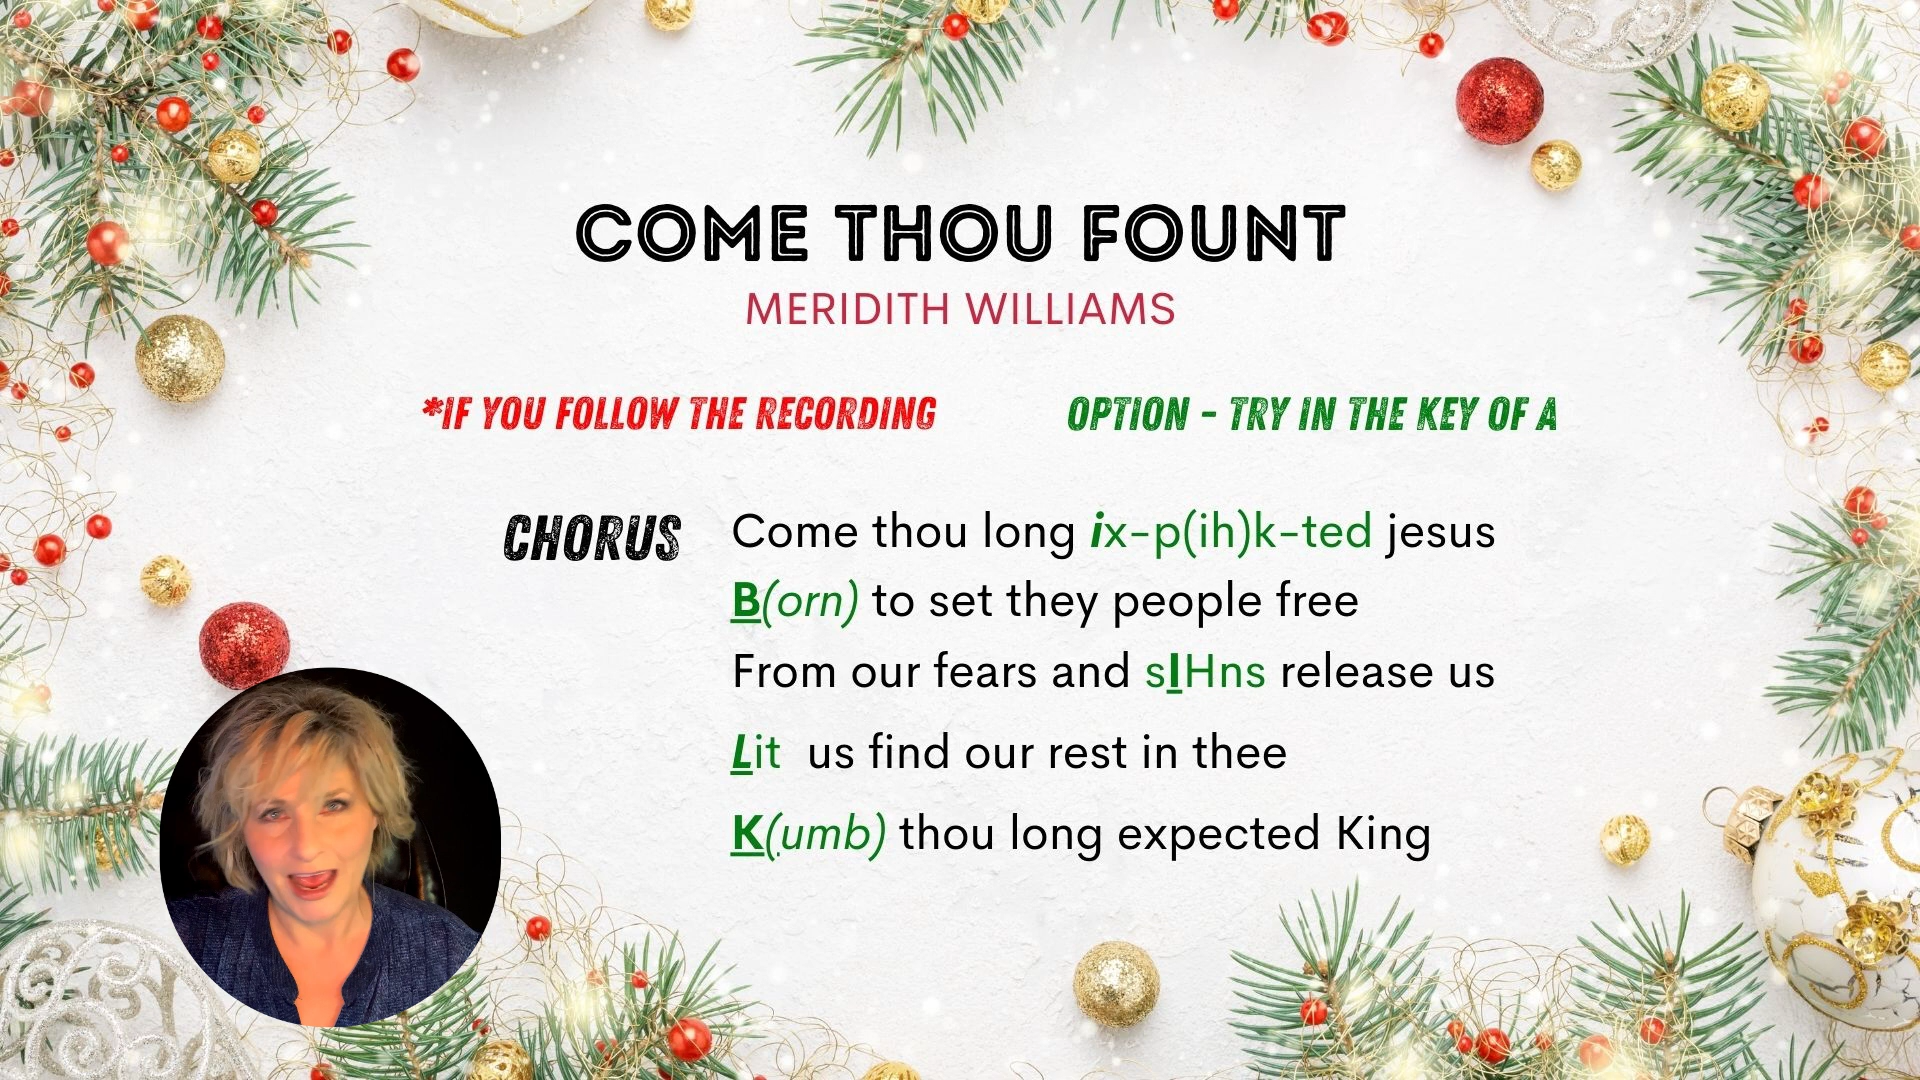 COME THOU FOUNT
MERIDITH WILLIAMS
*IF YOU FOLLOW THE RECORDING
OPTION - TRY IN THE KEY OF A
CHORUS
Come thou long ix-p(ih)k-ted jesus
B(orn) to set they people free
From our fears and sIHns release us
Lit us find our rest in thee
K(umb) thou long expected King